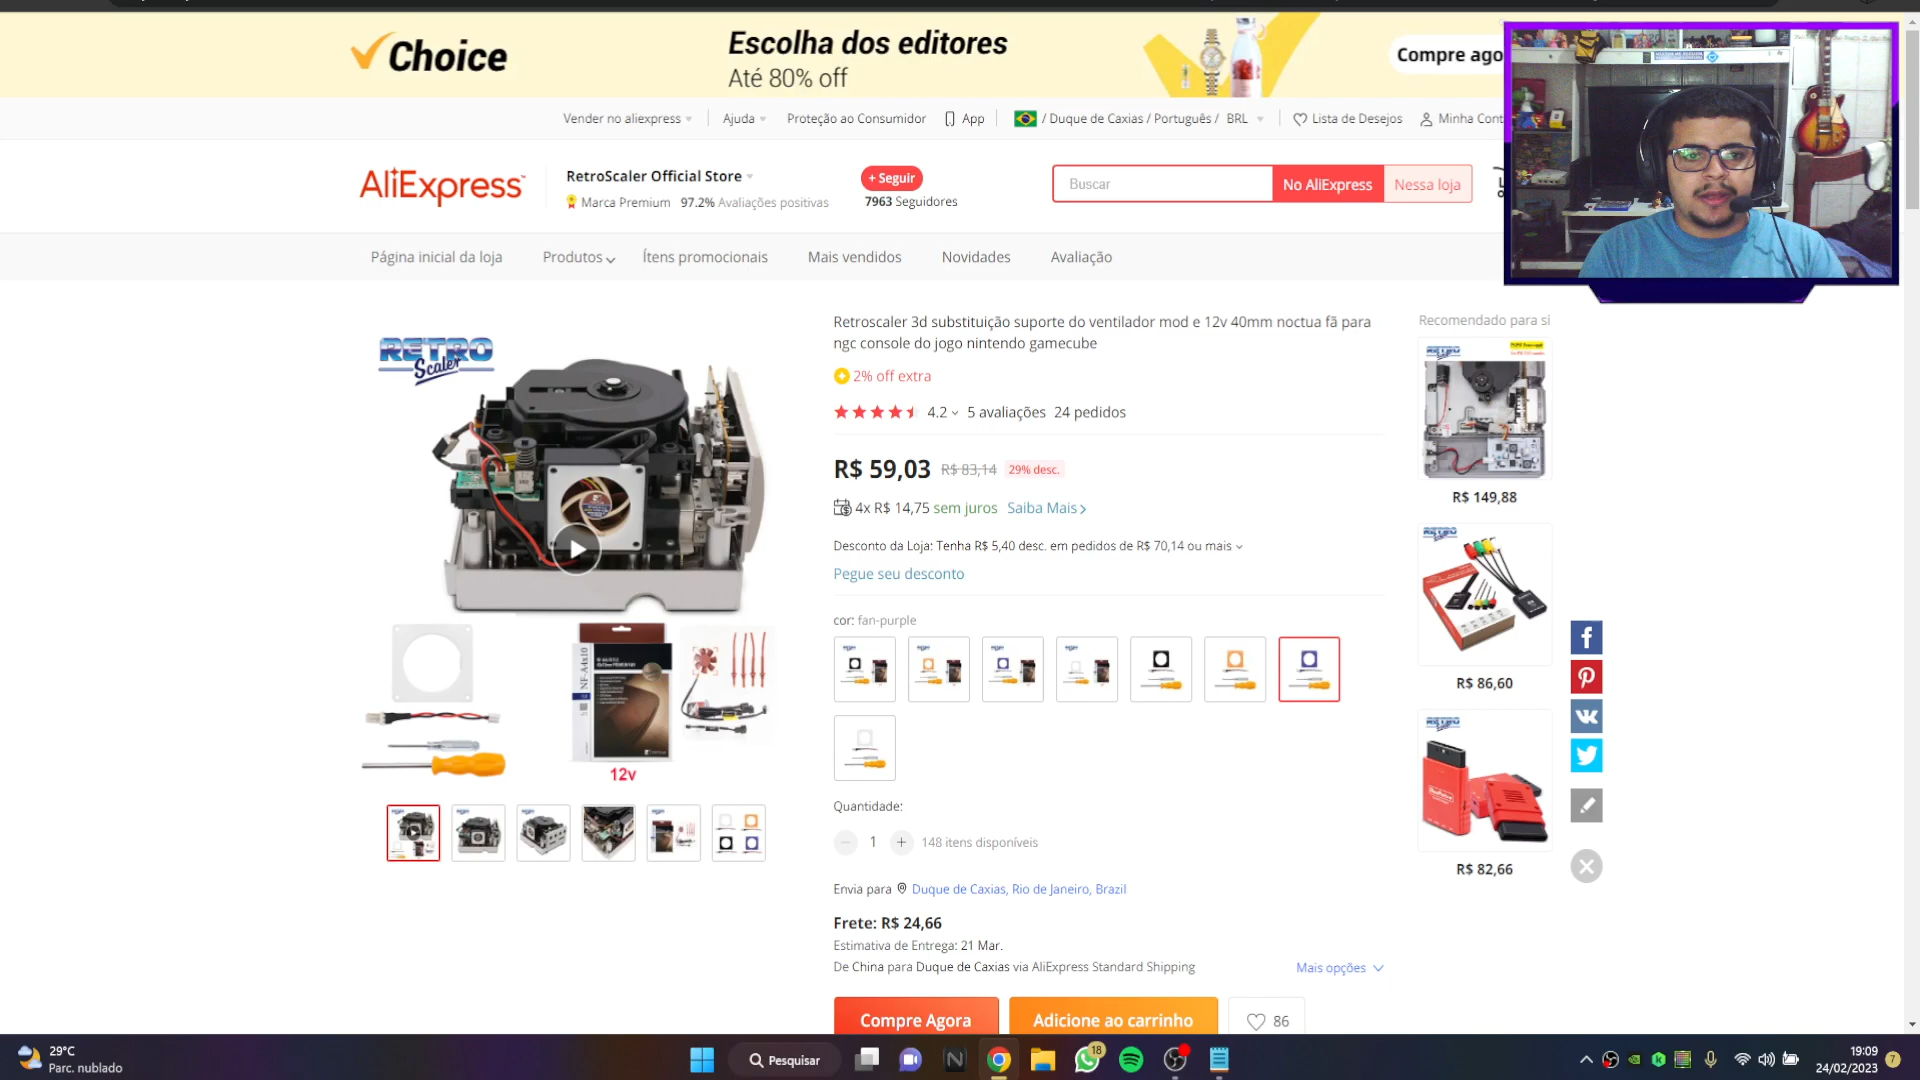 Choice
Escolha dos editores
Até 80% off
Compre ago
Vender no aliexpress
Ajuda
Proteção ao Consumidor
App
/ Duque de Caxias / Português / BRL
Lista de Desejos
Minha Cont
AliExpress
RetroScaler Official Store
Marca Premium 97.2% Avaliações positivas
+ Seguir
7963 Seguidores
Buscar
No AliExpress
Nessa loja
Página inicial da loja
Produtos
Ítens promocionais
Mais vendidos
Novidades
Avaliação
RETRO
Scaler
12v
Retroscaler 3d substituição suporte do ventilador mod e 12v 40mm noctua fã para
ngc console do jogo nintendo gamecube
2% off extra
4.2 5 avaliações 24 pedidos
R$ 59,03 R$ 83,14 29% desc.
4x R$ 14,75 sem juros Saiba Mais
Desconto da Loja: Tenha R$ 5,40 desc. em pedidos de R$ 70,14 ou mais
Pegue seu desconto
cor: fan-purple
Quantidade:
1
148 itens disponíveis
Envia para Duque de Caxias, Rio de Janeiro, Brazil
Frete: R$ 24,66
Estimativa de Entrega: 21 Mar.
De China para Duque de Caxias via AliExpress Standard Shipping
Mais opções
Compre Agora
Adicione ao carrinho
86
Recomendado para si
R$ 149,88
R$ 86,60
R$ 82,66
29°C
Parc. nublado
Pesquisar
18
19:09
24/02/2023
7